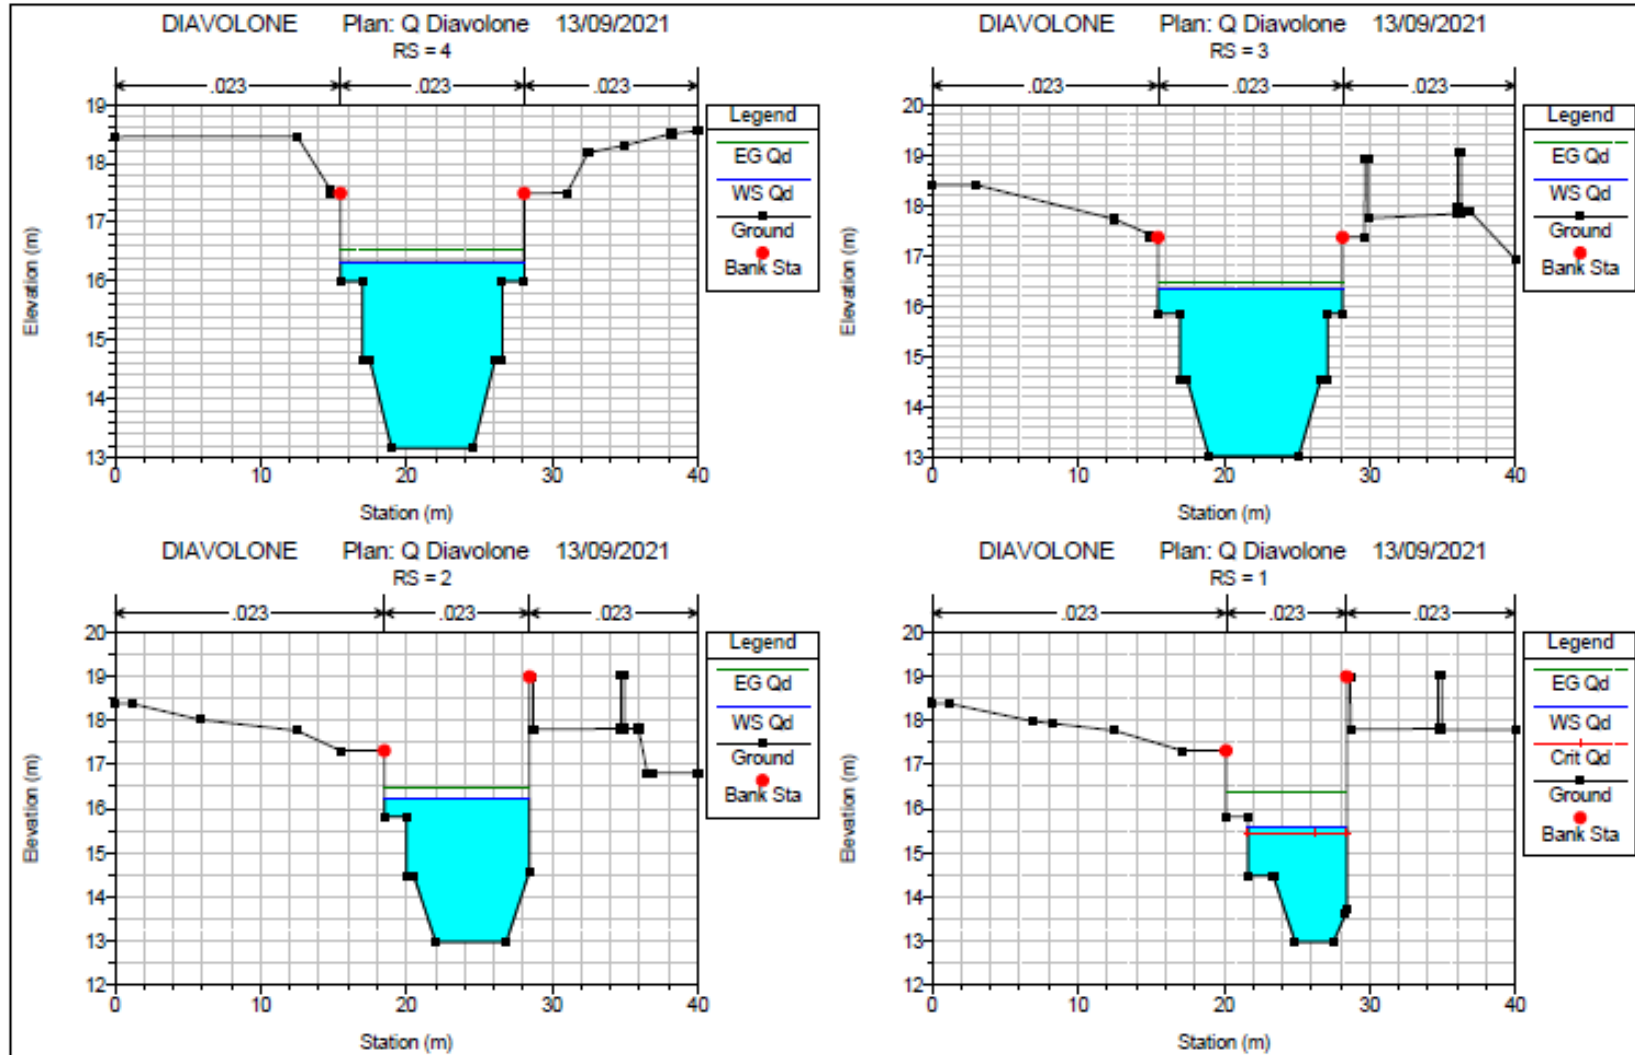 DIAVOLONE Plan: Q Diavolone 13/09/2021
RS = 4
.023 .023 .023
19
18
17
16
15
14
13
0 10 20 30 40
Elevation (m)
Station (m)
Legend
EG Qd
WS Qd
Ground
Bank Sta
DIAVOLONE Plan: Q Diavolone 13/09/2021
RS = 3
.023 .023 .023
20
19
18
17
16
15
14
13
0 10 20 30 40
Elevation (m)
Station (m)
Legend
EG Qd
WS Qd
Ground
Bank Sta
DIAVOLONE Plan: Q Diavolone 13/09/2021
RS = 2
.023 .023 .023
20
19
18
17
16
15
14
13
12
0 10 20 30 40
Elevation (m)
Station (m)
Legend
EG Qd
WS Qd
Ground
Bank Sta
DIAVOLONE Plan: Q Diavolone 13/09/2021
RS = 1
.023 .023 .023
20
19
18
17
16
15
14
13
12
0 10 20 30 40
Elevation (m)
Station (m)
Legend
EG Qd
WS Qd
Crit Qd
Ground
Bank Sta